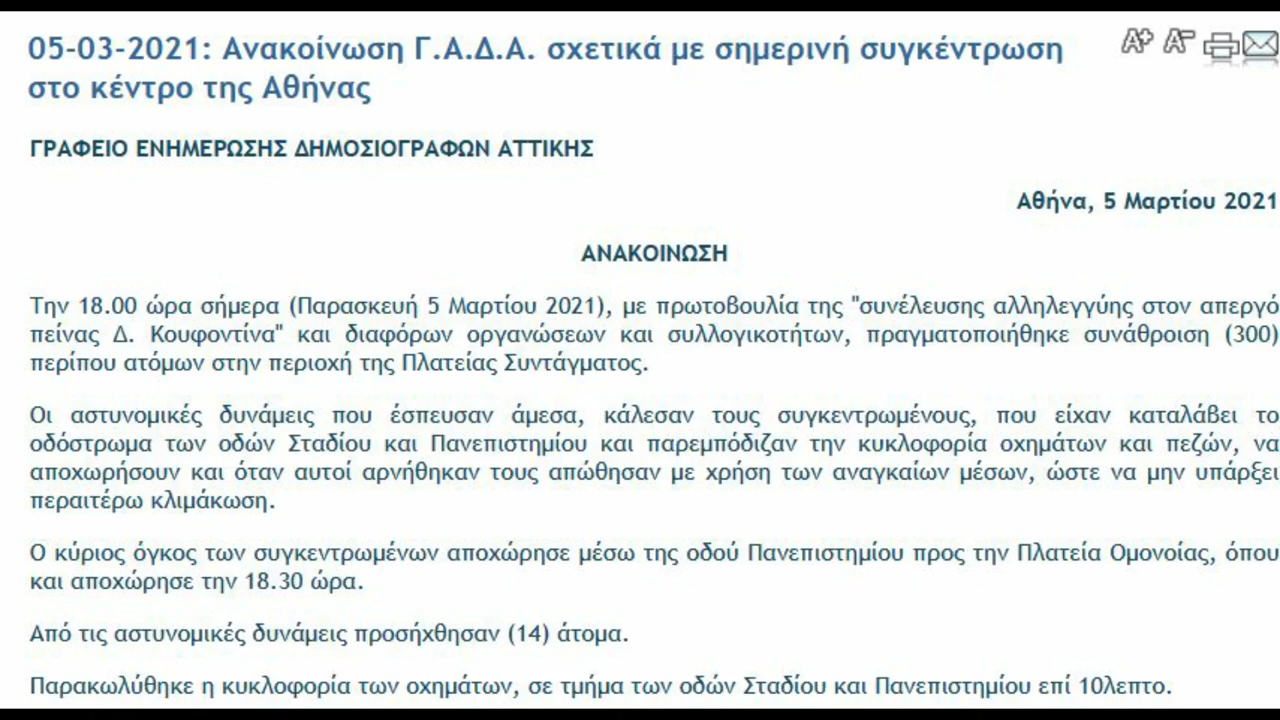 05-03-2021: Ανακοίνωση Γ.Α.Δ.Α. σχετικά με σημερινή συγκέντρωση
στο κέντρο της Αθήνας
A+ A-
ΓΡΑΦΕΙΟ ΕΝΗΜΕΡΩΣΗΣ ΔΗΜΟΣΙΟΓΡΑΦΩΝ ΑΤΤΙΚΗΣ
Αθήνα, 5 Μαρτίου 2021
ΑΝΑΚΟΙΝΩΣΗ
Την 18.00 ώρα σήμερα (Παρασκευή 5 Μαρτίου 2021), με πρωτοβουλία της "συνέλευσης αλληλεγγύης στον απεργό
πείνας Δ. Κουφοντίνα" και διαφόρων οργανώσεων και συλλογικοτήτων, πραγματοποιήθηκε συνάθροιση (300)
περίπου ατόμων στην περιοχή της Πλατείας Συντάγματος.
Οι αστυνομικές δυνάμεις που έσπευσαν άμεσα, κάλεσαν τους συγκεντρωμένους, που είχαν καταλάβει το
οδόστρωμα των οδών Σταδίου και Πανεπιστημίου και παρεμπόδιζαν την κυκλοφορία οχημάτων και πεζών, να
αποχωρήσουν και όταν αυτοί αρνήθηκαν τους απώθησαν με χρήση των αναγκαίων μέσων, ώστε να μην υπάρξει
περαιτέρω κλιμάκωση.
Ο κύριος όγκος των συγκεντρωμένων αποχώρησε μέσω της οδού Πανεπιστημίου προς την Πλατεία Ομονοίας, όπου
και αποχώρησε την 18.30 ώρα.
Από τις αστυνομικές δυνάμεις προσήχθησαν (14) άτομα.
Παρακωλύθηκε η κυκλοφορία των οχημάτων, σε τμήμα των οδών Σταδίου και Πανεπιστημίου επί 10λεπτο.